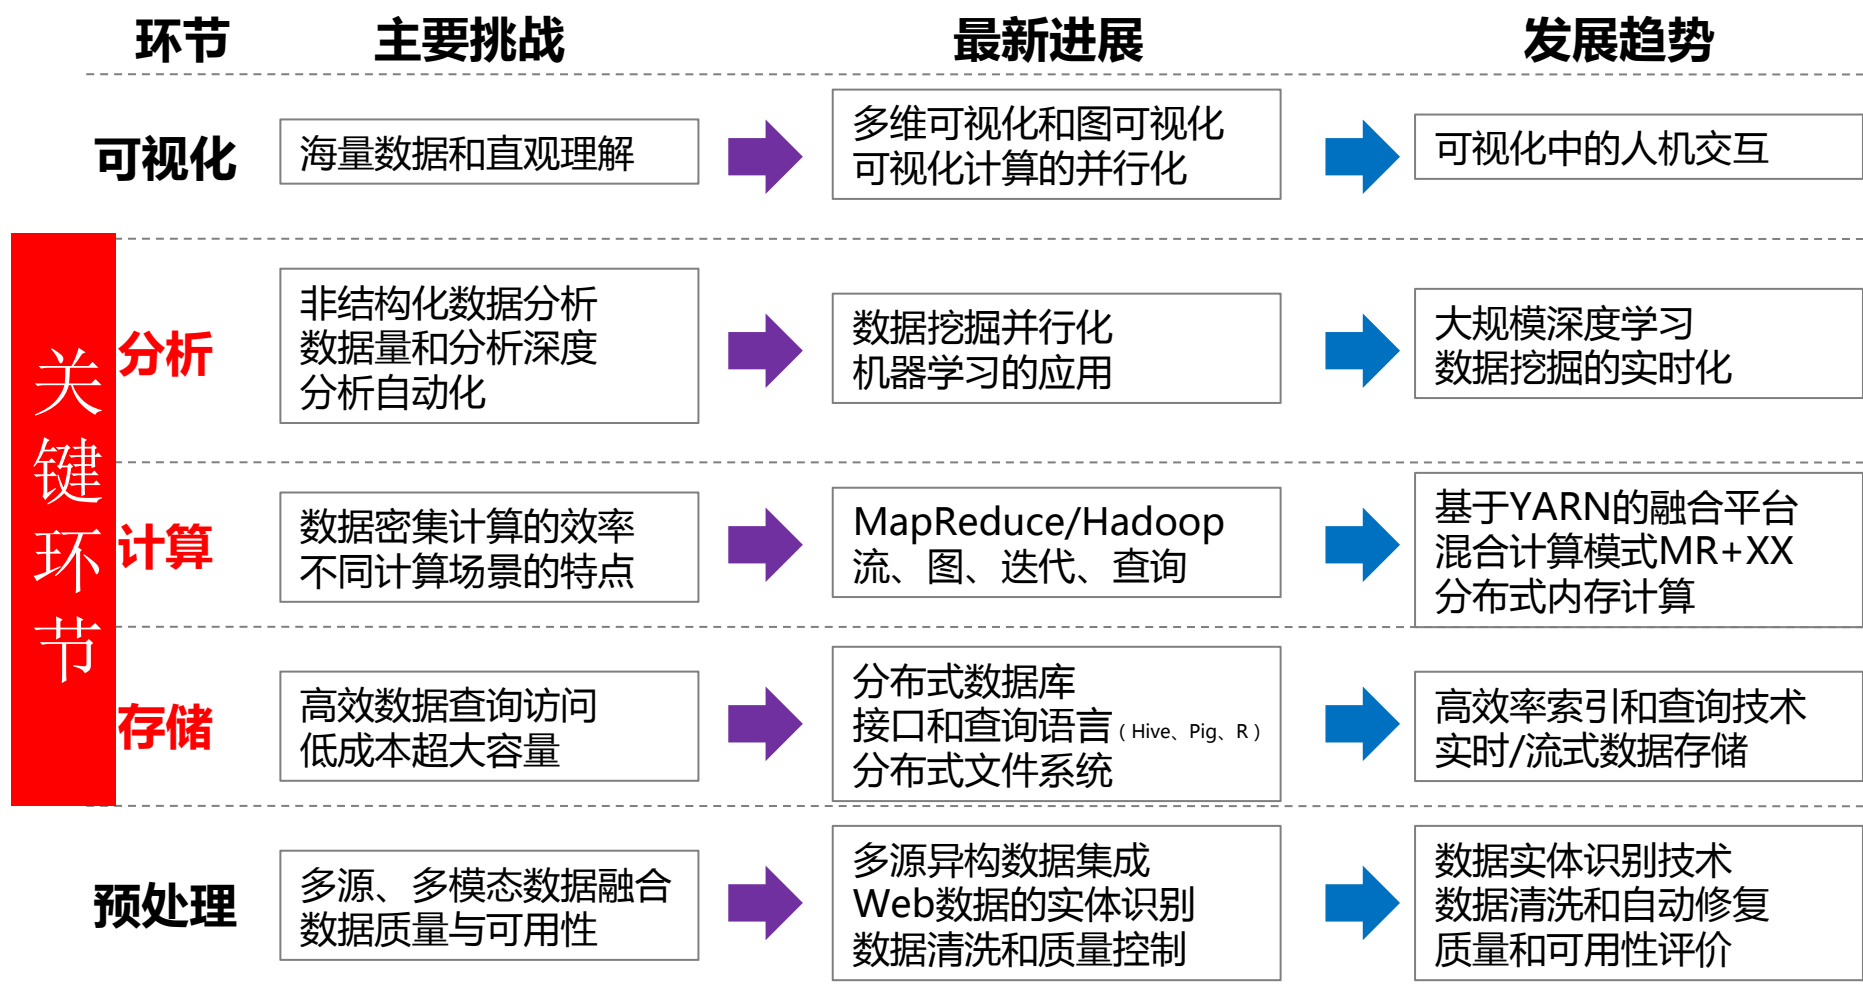 环节 主要挑战 最新进展 发展趋势
可视化
海量数据和直观理解
多维可视化和图可视化
可视化计算的并行化
可视化中的人机交互
关键环节
分析
非结构化数据分析
数据量和分析深度
分析自动化
数据挖掘并行化
机器学习的应用
大规模深度学习
数据挖掘的实时化
计算
数据密集计算的效率
不同计算场景的特点
MapReduce/Hadoop
流、图、迭代、查询
基于YARN的融合平台
混合计算模式MR+XX
分布式内存计算
存储
高效数据查询访问
低成本超大容量
分布式数据库
接口和查询语言(Hive、Pig、R)
分布式文件系统
高效率索引和查询技术
实时/流式数据存储
预处理
多源、多模态数据融合
数据质量与可用性
多源异构数据集成
Web数据的实体识别
数据清洗和质量控制
数据实体识别技术
数据清洗和自动修复
质量和可用性评价